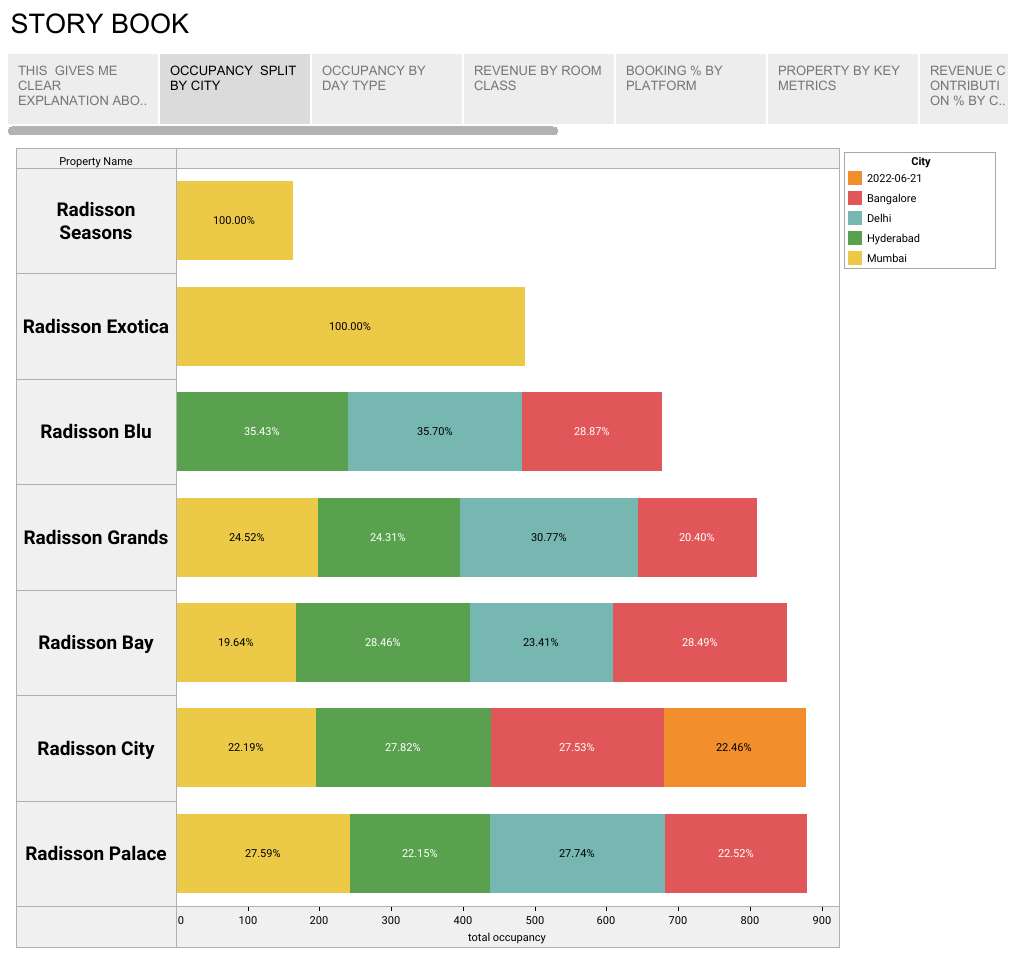 STORY BOOK
THIS  GIVES ME
CLEAR
EXPLANATION ABO..
OCCUPANCY  SPLIT
BY CITY
OCCUPANCY BY
DAY TYPE
REVENUE BY ROOM
CLASS
BOOKING % BY
PLATFORM
PROPERTY BY KEY
METRICS
REVENUE C
ONTRIBUTI
ON % BY C..
Property Name
City
2022-06-21
Bangalore
Delhi
Hyderabad
Mumbai
Radisson
Seasons
100.00%
Radisson Exotica
100.00%
Radisson Blu
35.43%
35.70%
28.87%
Radisson Grands
24.52%
24.31%
30.77%
20.40%
Radisson Bay
19.64%
28.46%
23.41%
28.49%
Radisson City
22.19%
27.82%
27.53%
22.46%
Radisson Palace
27.59%
22.15%
27.74%
22.52%
0 100 200 300 400 500 600 700 800 900
total occupancy